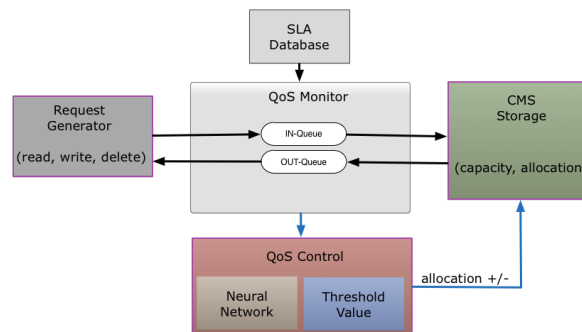 SLA
Database
QoS Monitor
Request
Generator
(read, write, delete)
IN-Queue
OUT-Queue
CMS
Storage
(capacity, allocation)
QoS Control
Neural
Network
Threshold
Value
allocation +/-